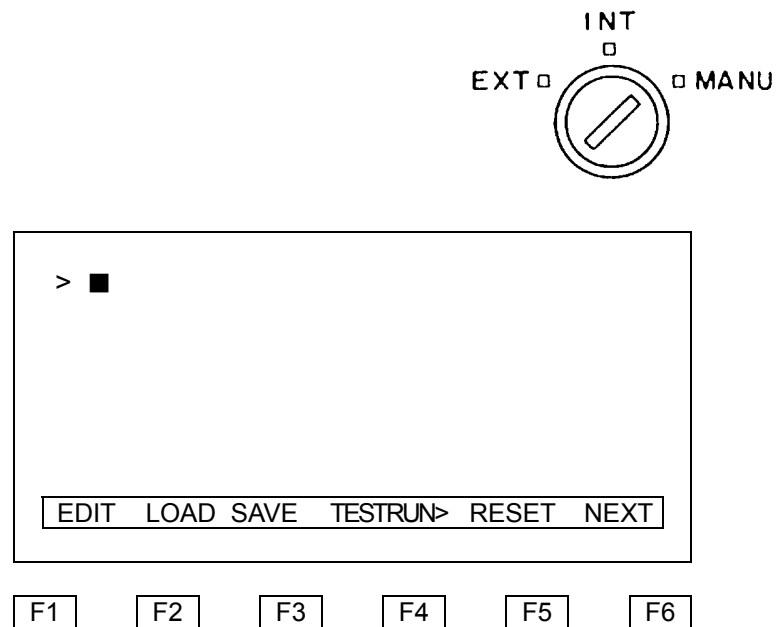 INT
EXT MANU
> ■
EDIT LOAD SAVE TESTRUN> RESET NEXT
F1 F2 F3 F4 F5 F6